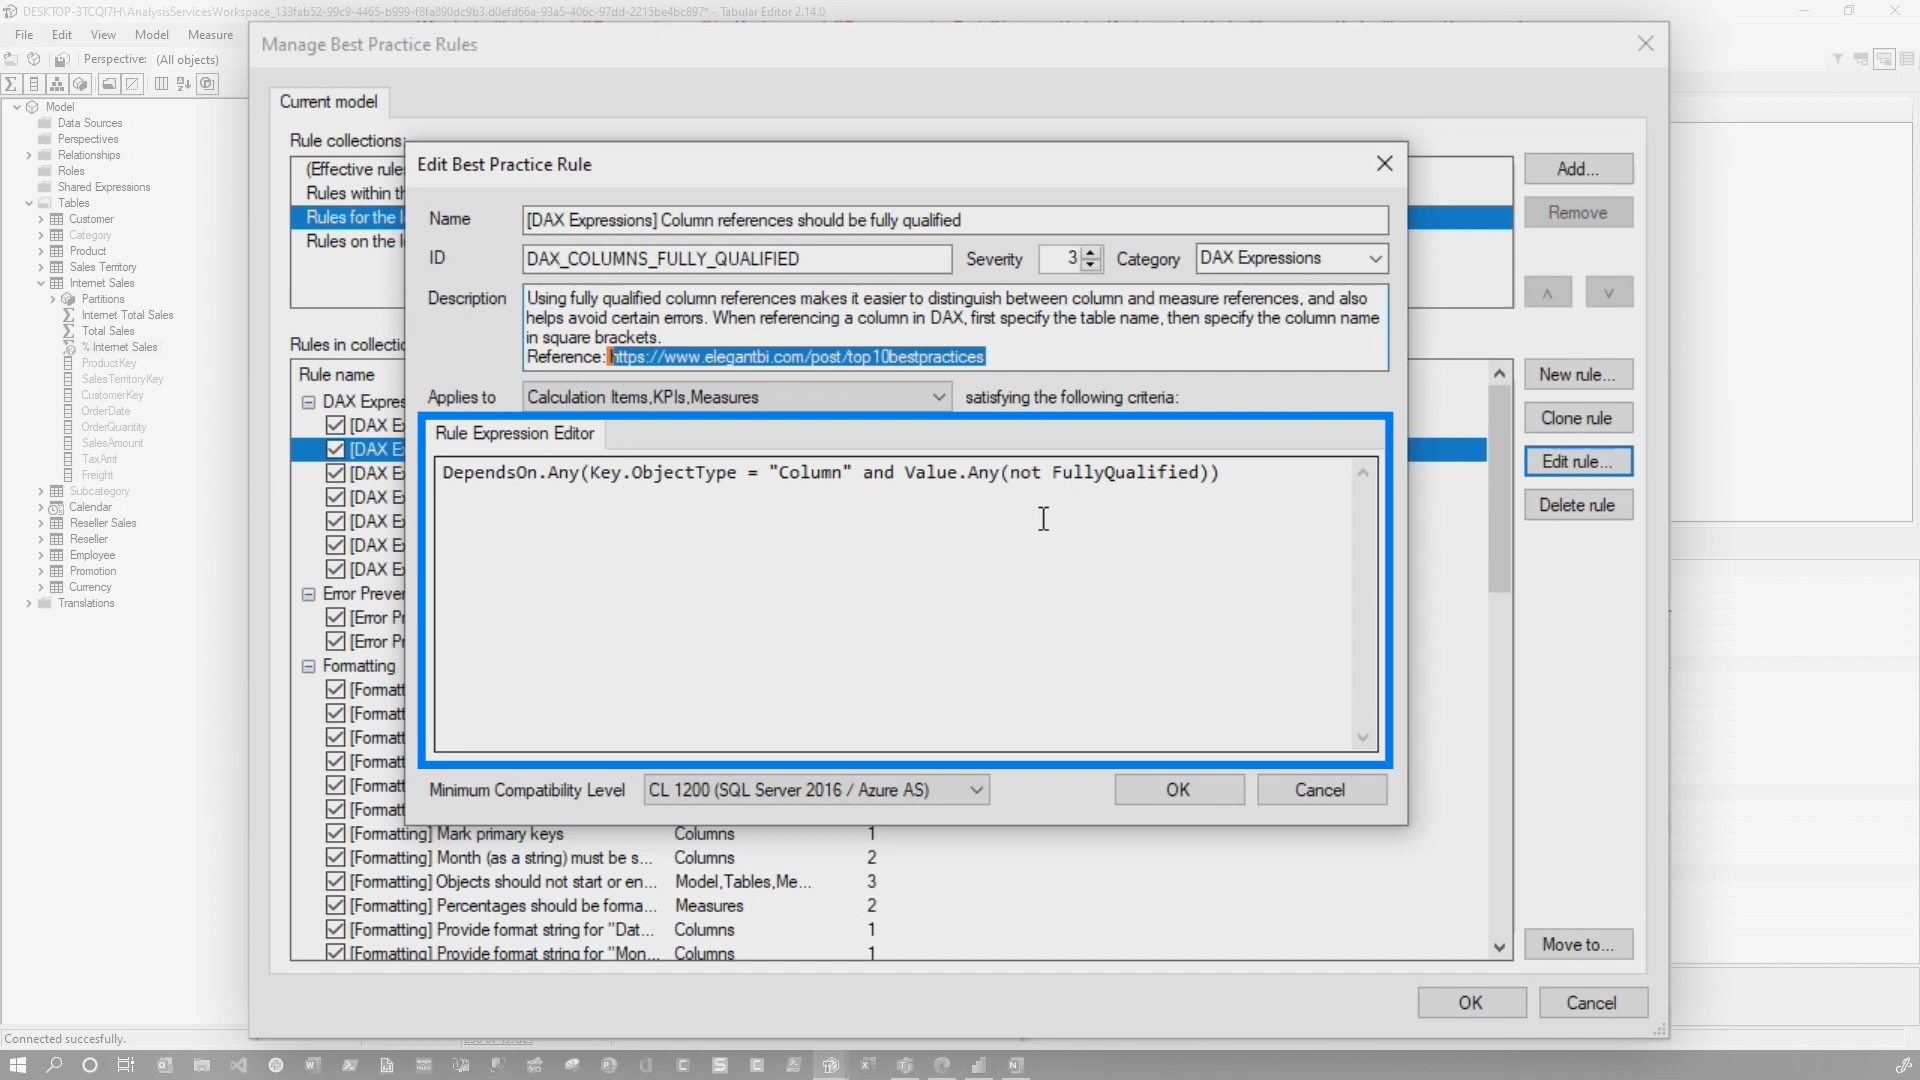 DESKTOP-3TCQI7H\AnalysisServicesWorkspace_133fab52-99c9-4465-b999-f8fa890dc9b3.d0efd66a-93a5-406c-97dd-2215be4bc897* - Tabular Editor 2.14.0
File Edit View Model Measure
Perspective: (All objects)
Model
Data Sources
Perspectives
Relationships
Roles
Shared Expressions
Tables
Customer
Category
Product
Sales Territory
Internet Sales
Partitions
Internet Total Sales
Total Sales
% Internet Sales
ProductKey
SalesTerritoryKey
CustomerKey
OrderDate
OrderQuantity
SalesAmount
TaxAmt
Freight
Subcategory
Calendar
Reseller Sales
Reseller
Employee
Promotion
Currency
Translations
Connected succesfully.
Manage Best Practice Rules
Current model
Rule collections:
(Effective rule
Rules within th
Rules for the l
Rules on the l
Add...
Remove
Rules in collectio
Rule name
DAX Expres
[DAX E
[DAX E
[DAX E
[DAX E
[DAX E
[DAX E
[DAX E
Error Prever
[Error Pr
[Error Pr
Formatting
[Formatt
[Formatt
[Formatt
[Formatt
[Formatt
[Formatt
[Formatting] Mark primary keys Columns 1
[Formatting] Month (as a string) must be s... Columns 2
[Formatting] Objects should not start or en... Model,Tables,Me... 3
[Formatting] Percentages should be forma... Measures 2
[Formatting] Provide format string for "Dat... Columns 1
[Formatting] Provide format string for "Mon... Columns 1
New rule...
Clone rule
Edit rule...
Delete rule
Move to...
OK Cancel
Edit Best Practice Rule
Name [DAX Expressions] Column references should be fully qualified
ID DAX_COLUMNS_FULLY_QUALIFIED Severity 3 Category DAX Expressions
Description Using fully qualified column references makes it easier to distinguish between column and measure references, and also
helps avoid certain errors. When referencing a column in DAX, first specify the table name, then specify the column name
in square brackets.
Reference: https://www.elegantbi.com/post/top10bestpractices
Applies to Calculation Items,KPIs,Measures satisfying the following criteria:
Rule Expression Editor
DependsOn.Any(Key.ObjectType = "Column" and Value.Any(not FullyQualified))
Minimum Compatibility Level CL 1200 (SQL Server 2016 / Azure AS) OK Cancel